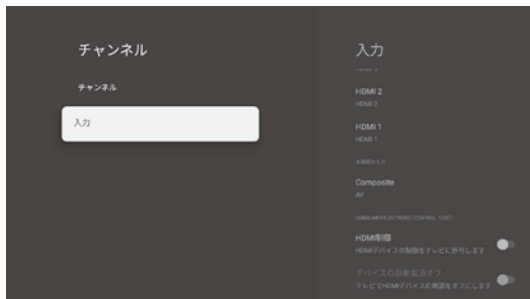 チャンネル
チャンネル
入力
入力
HDMI 2
HDMI 2
HDMI 1
HDMI 1
Composite
AV
CONSUMER ELECTRONICS CONTROL (CEC)
HDMI制御
HDMIデバイスの制御をテレビに許可します
デバイスの自動電源オフ
テレビでHDMIデバイスの電源をオフにします